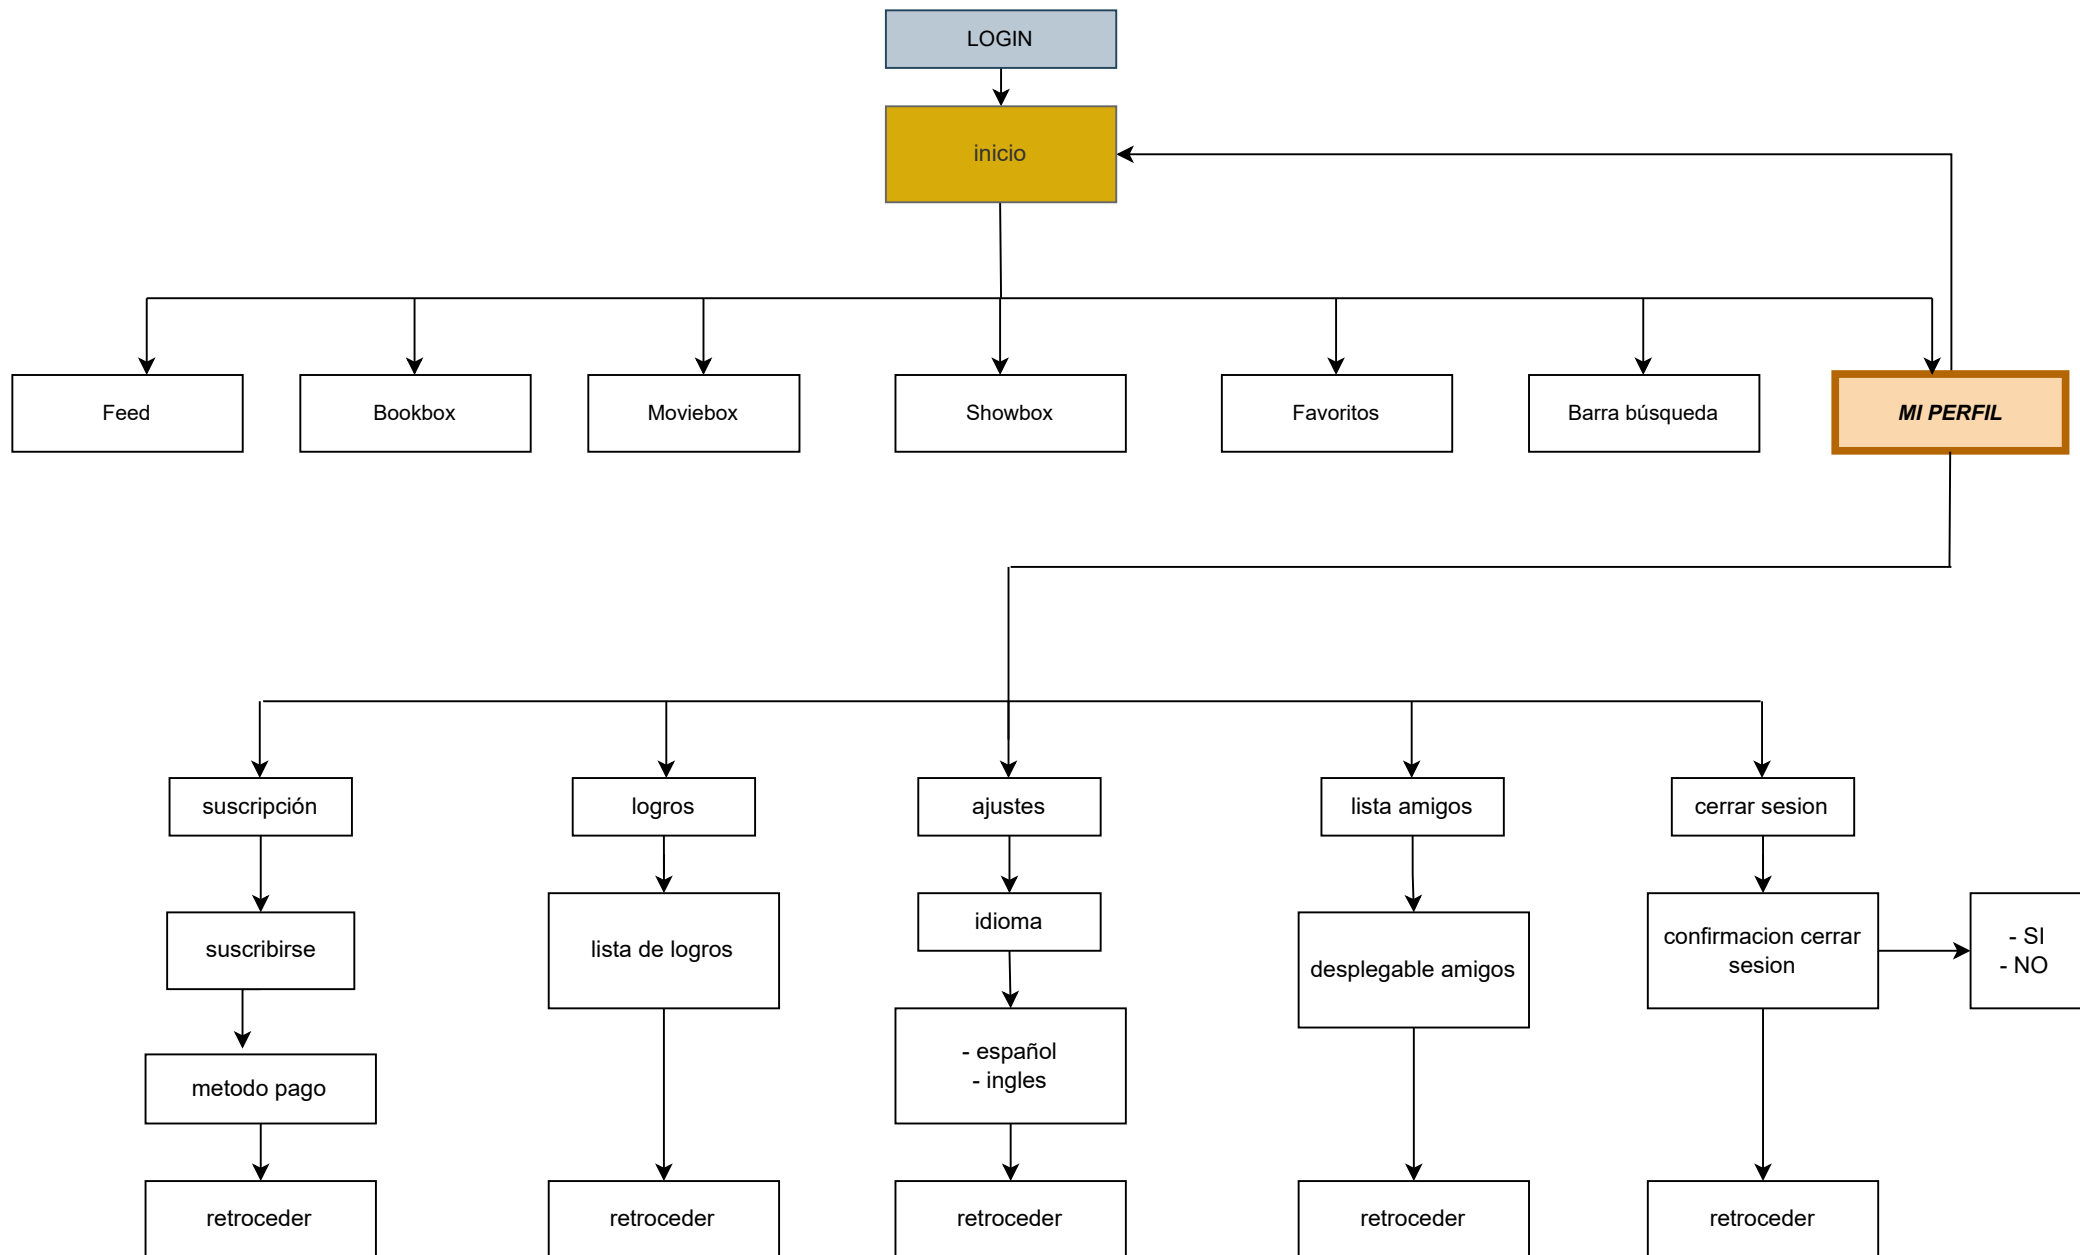 LOGIN
inicio
Feed
Bookbox
Moviebox
Showbox
Favoritos
Barra búsqueda
MI PERFIL
suscripción
logros
ajustes
lista amigos
cerrar sesion
suscribirse
lista de logros
idioma
desplegable amigos
confirmacion cerrar
sesion
- SI
- NO
metodo pago
- español
- ingles
retroceder
retroceder
retroceder
retroceder
retroceder